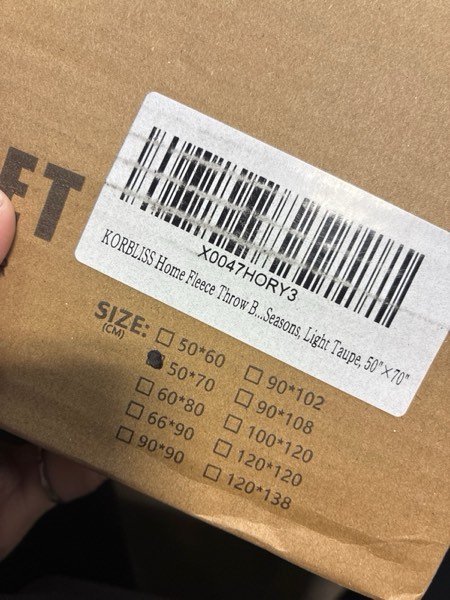 FT
X0047HORY3
KORBLISS Home Fleece Throw B...Seasons, Light Taupe, 50"×70"
SIZE:
(CM)
50*60
50*70
60*80
66*90
90*90
90*102
90*108
100*120
120*120
120*138